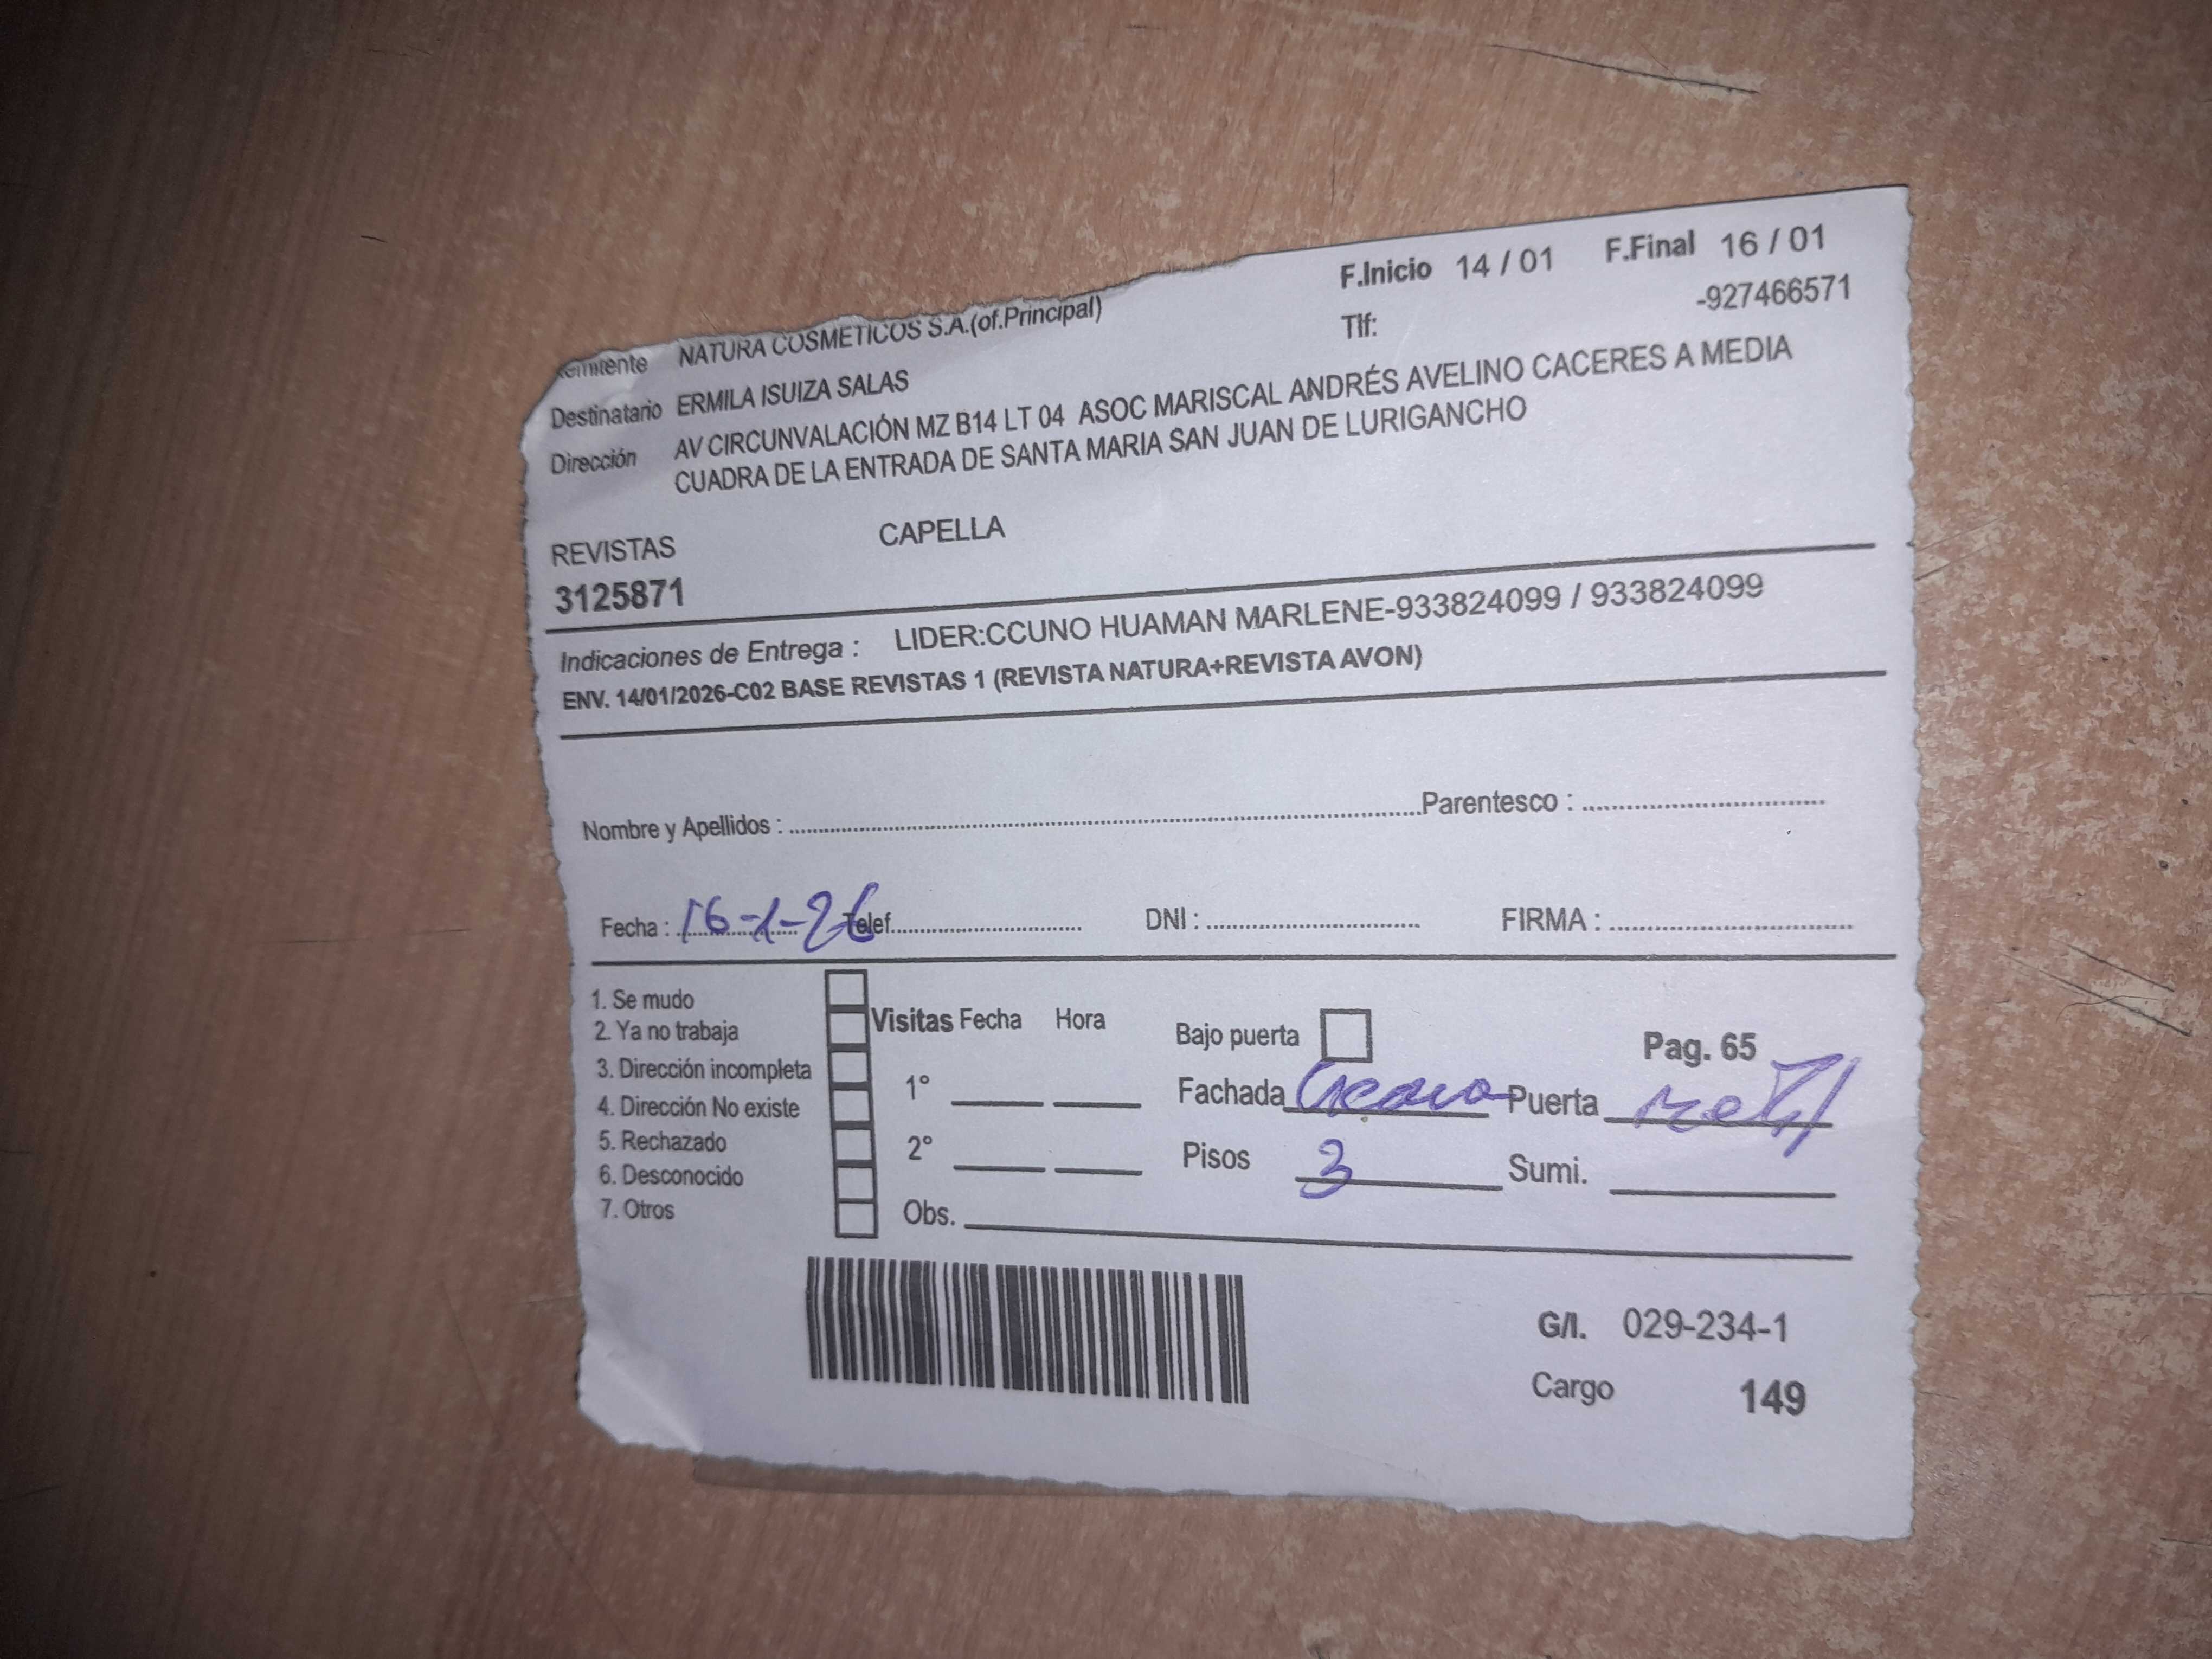 F.Inicio 14 / 01 F.Final 16 / 01
Remitente NATURA COSMETICOS S.A.(of.Principal) Tlf: -927466571
Destinatario ERMILA ISUIZA SALAS
Dirección AV CIRCUNVALACIÓN MZ B14 LT 04 ASOC MARISCAL ANDRÉS AVELINO CACERES A MEDIA
CUADRA DE LA ENTRADA DE SANTA MARIA SAN JUAN DE LURIGANCHO
REVISTAS CAPELLA
3125871
Indicaciones de Entrega : LIDER:CCUNO HUAMAN MARLENE-933824099 / 933824099
ENV. 14/01/2026-C02 BASE REVISTAS 1 (REVISTA NATURA+REVISTA AVON)
Nombre y Apellidos : Parentesco :
Fecha : 16-1-26 Telef. DNI : FIRMA :
1. Se mudo
2. Ya no trabaja
3. Dirección incompleta
4. Dirección No existe
5. Rechazado
6. Desconocido
7. Otros
Visitas Fecha Hora
1°
2°
Obs.
Bajo puerta Pag. 65
Fachada Puerta
Pisos 3 Sumi.
G/I. 029-234-1
Cargo 149